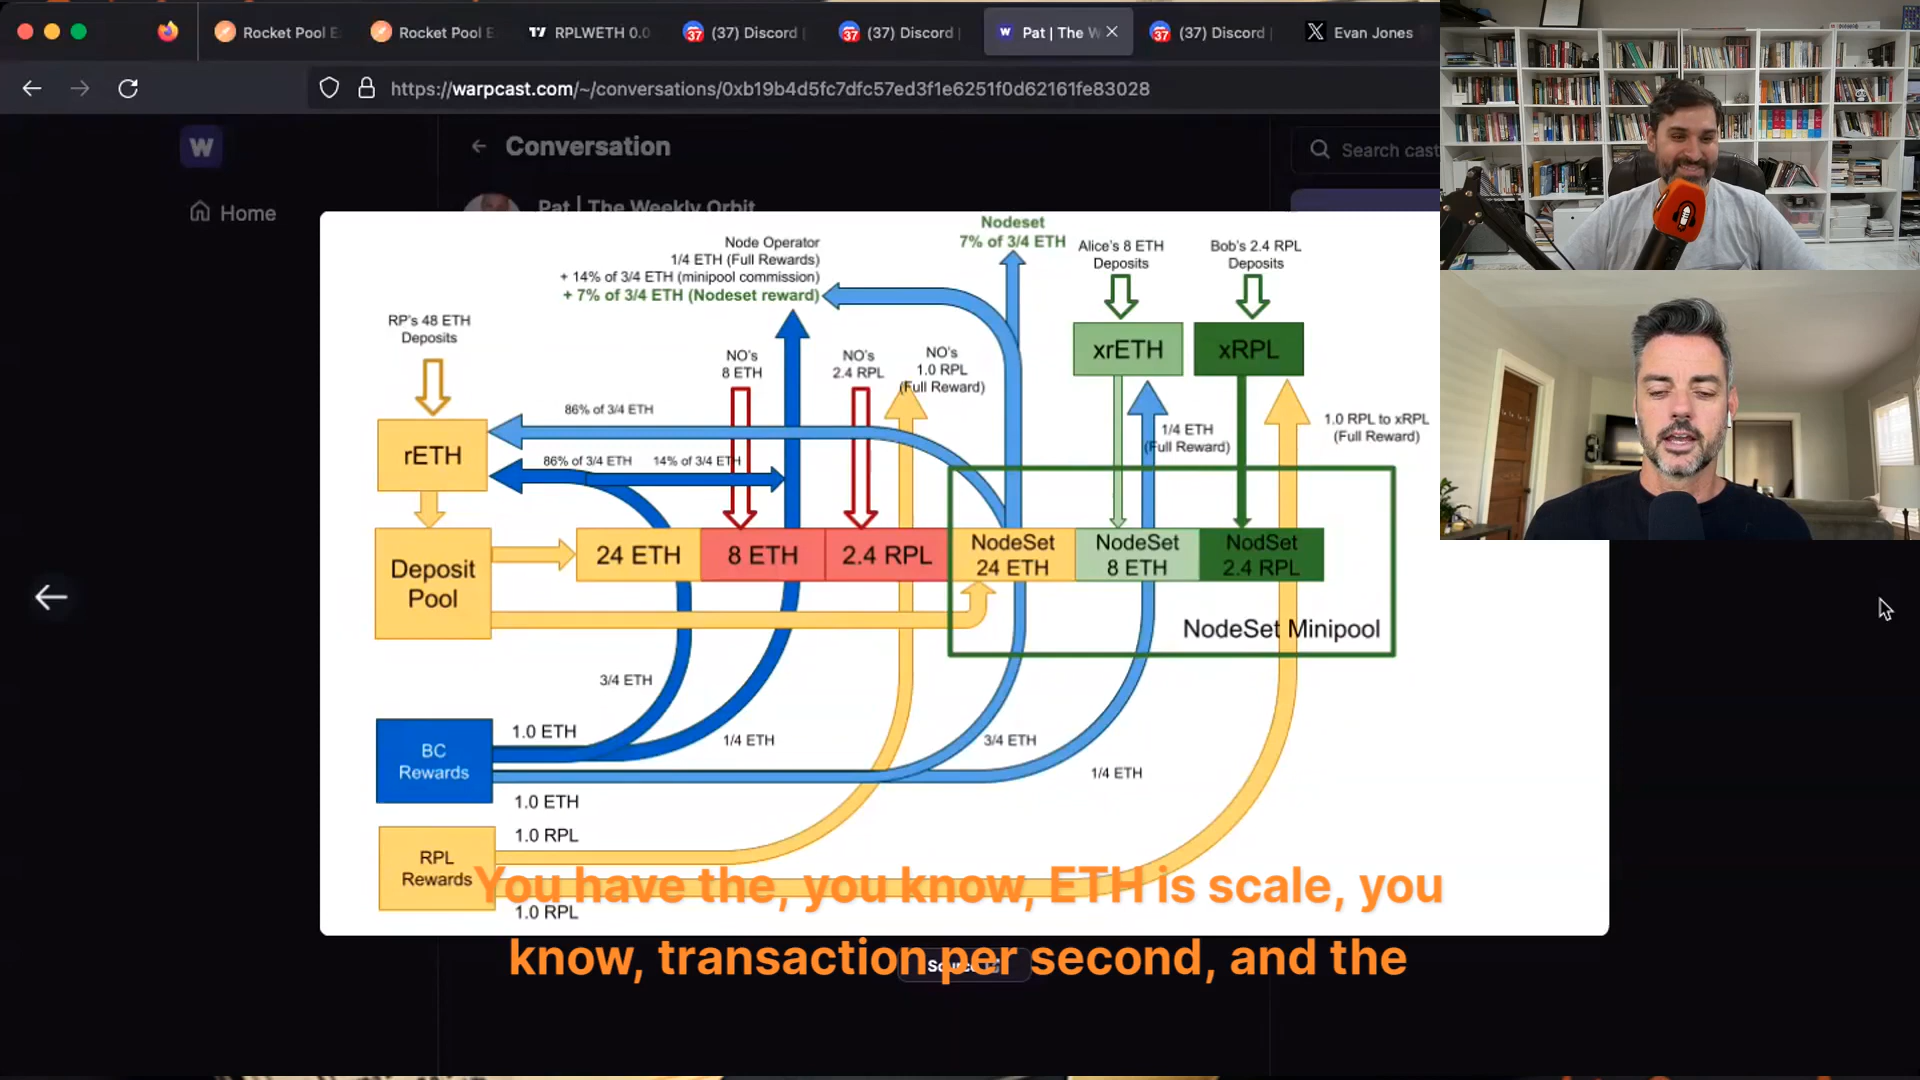 Rocket Pool E
Rocket Pool E
RPLWETH 0.0
(37) Discord
(37) Discord
Pat | The W
(37) Discord
Evan Jones
https://warpcast.com/~/conversations/0xb19b4d5fc7dfc57ed3f1e6251f0d62161fe83028
W
Home
Conversation
Search cast
Pat | The Weekly Orbit
Nodeset
7% of 3/4 ETH
Node Operator
1/4 ETH (Full Rewards)
+ 14% of 3/4 ETH (minipool commission)
+ 7% of 3/4 ETH (Nodeset reward)
Alice's 8 ETH
Deposits
Bob's 2.4 RPL
Deposits
RP's 48 ETH
Deposits
NO's
8 ETH
NO's
2.4 RPL
NO's
1.0 RPL
(Full Reward)
xrETH
xRPL
86% of 3/4 ETH
1/4 ETH
(Full Reward)
1.0 RPL to xRPL
(Full Reward)
rETH
86% of 3/4 ETH
14% of 3/4 ETH
Deposit
Pool
24 ETH
8 ETH
2.4 RPL
NodeSet
24 ETH
NodeSet
8 ETH
NodSet
2.4 RPL
NodeSet Minipool
3/4 ETH
BC
Rewards
1.0 ETH
1/4 ETH
3/4 ETH
1/4 ETH
1.0 ETH
RPL
Rewards
1.0 RPL
1.0 RPL
You have the, you know, ETH is scale, you
know, transaction per second, and the